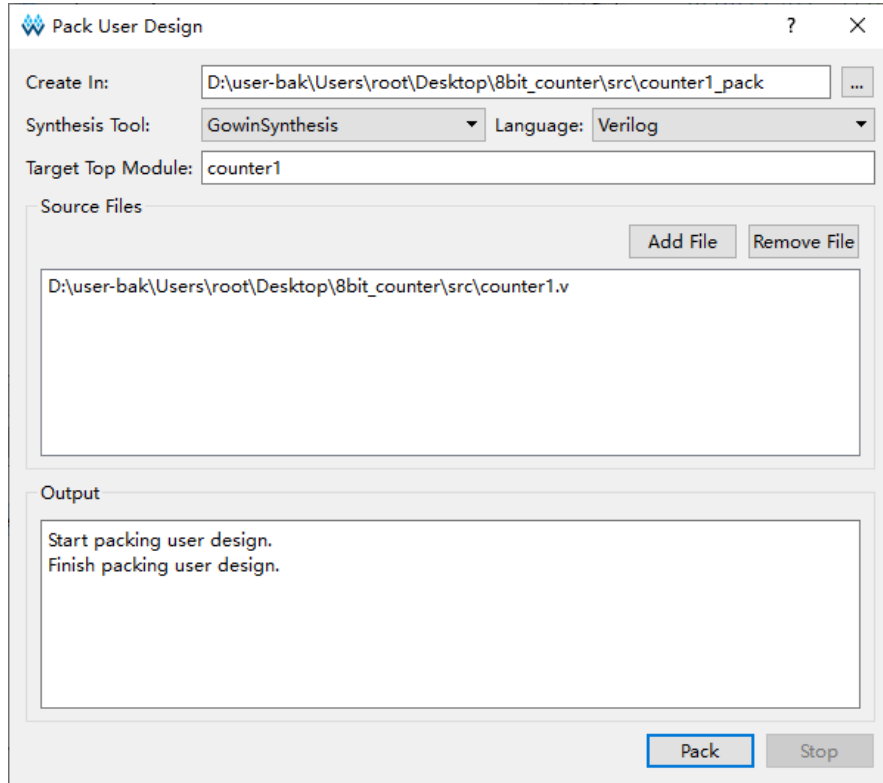 Pack User Design ?
Create In: D:\user-bak\Users\root\Desktop\8bit_counter\src\counter1_pack ...
Synthesis Tool: GowinSynthesis Language: Verilog
Target Top Module: counter1
Source Files
Add File Remove File
D:\user-bak\Users\root\Desktop\8bit_counter\src\counter1.v
Output
Start packing user design.
Finish packing user design.
Pack Stop